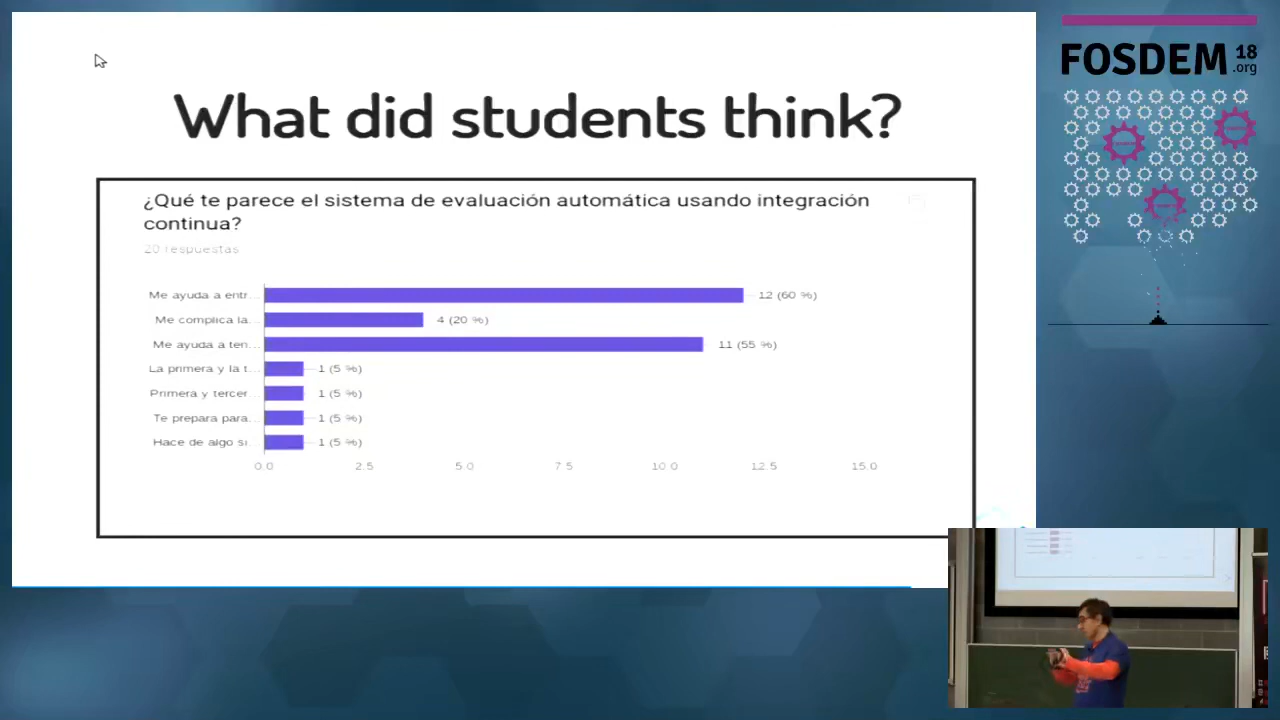 What did students think?
¿Qué te parece el sistema de evaluación automática usando integración
continua?
20 respuestas
Me ayuda a entr... 12 (60 %)
Me complica la... 4 (20 %)
Me ayuda a ten... 11 (55 %)
La primera y la t... 1 (5 %)
Primera y tercer... 1 (5 %)
Te prepara para... 1 (5 %)
Hace de algo si... 1 (5 %)
0.0 2.5 5.0 7.5 10.0 12.5 15.0
FOSDEM 18
.org